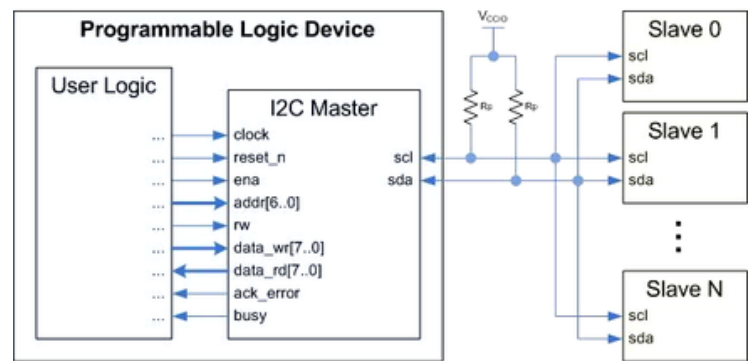 Programmable Logic Device
User Logic
...
...
...
...
...
...
...
...
...
I2C Master
clock
reset_n
ena
addr[6..0]
rw
data_wr[7..0]
data_rd[7..0]
ack_error
busy
scl
sda
VCCIO
RP
RP
Slave 0
scl
sda
Slave 1
scl
sda
Slave N
scl
sda